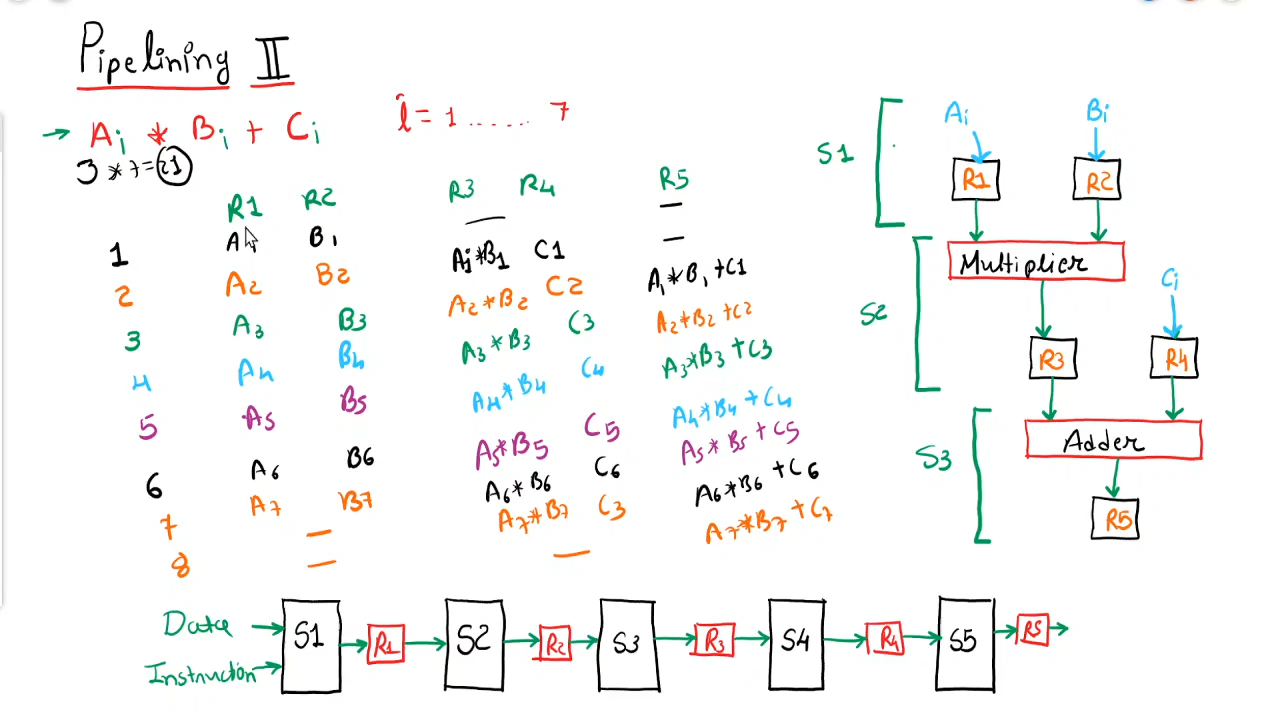 Pipelining II
→ Ai * Bi + Ci
i = 1 ...... 7
3 * 7 = 21
R1 R2 R3 R4 R5
1 A B1 A1*B1 C1 A1*B1+C1
2 A2 B2 A2*B2 C2 A2*B2+C2
3 A3 B3 A3*B3 C3 A3*B3+C3
4 A4 B4 A4*B4 C4 A4*B4+C4
5 A5 B5 A5*B5 C5 A5*B5+C5
6 A6 B6 A6*B6 C6 A6*B6+C6
7 A7 B7 A7*B7 C3 A7*B7+C7
8
Ai Bi
S1
R1 R2
Multiplier
Ci
S2
R3 R4
Adder
S3
R5
Data
Instruction
S1 R1 S2 R2 S3 R3 S4 R4 S5 R5